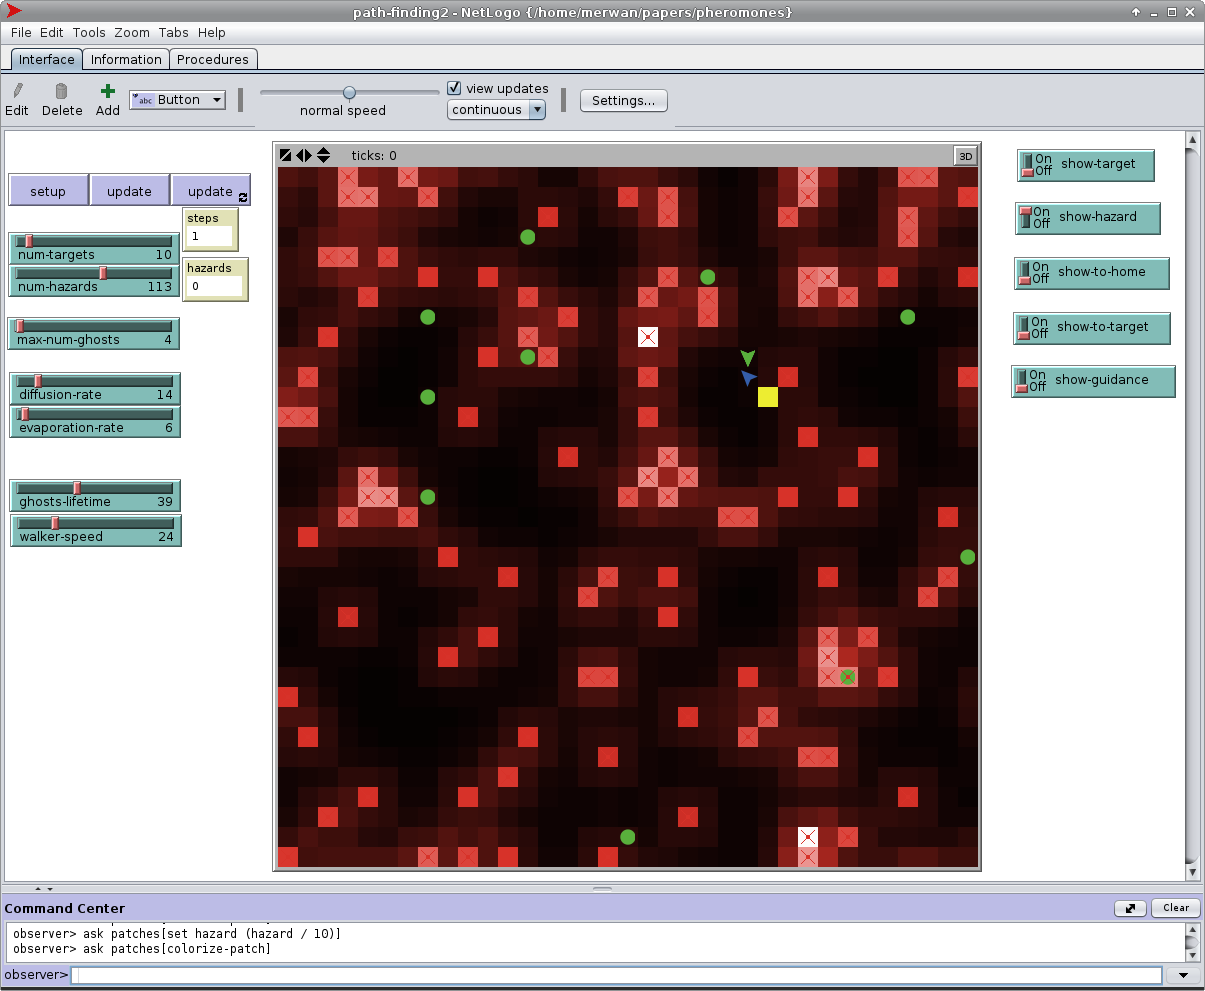 path-finding2 - NetLogo {/home/merwan/papers/pheromones}
File Edit Tools Zoom Tabs Help
Interface Information Procedures
Edit Delete Add abc Button normal speed view updates continuous Settings...
ticks: 0 3D
setup update update
steps
1
num-targets 10
num-hazards 113
hazards
0
max-num-ghosts 4
diffusion-rate 14
evaporation-rate 6
ghosts-lifetime 39
walker-speed 24
On Off show-target
On Off show-hazard
On Off show-to-home
On Off show-to-target
On Off show-guidance
Command Center Clear
observer> ask patches[set hazard (hazard / 10)]
observer> ask patches[colorize-patch]
observer>